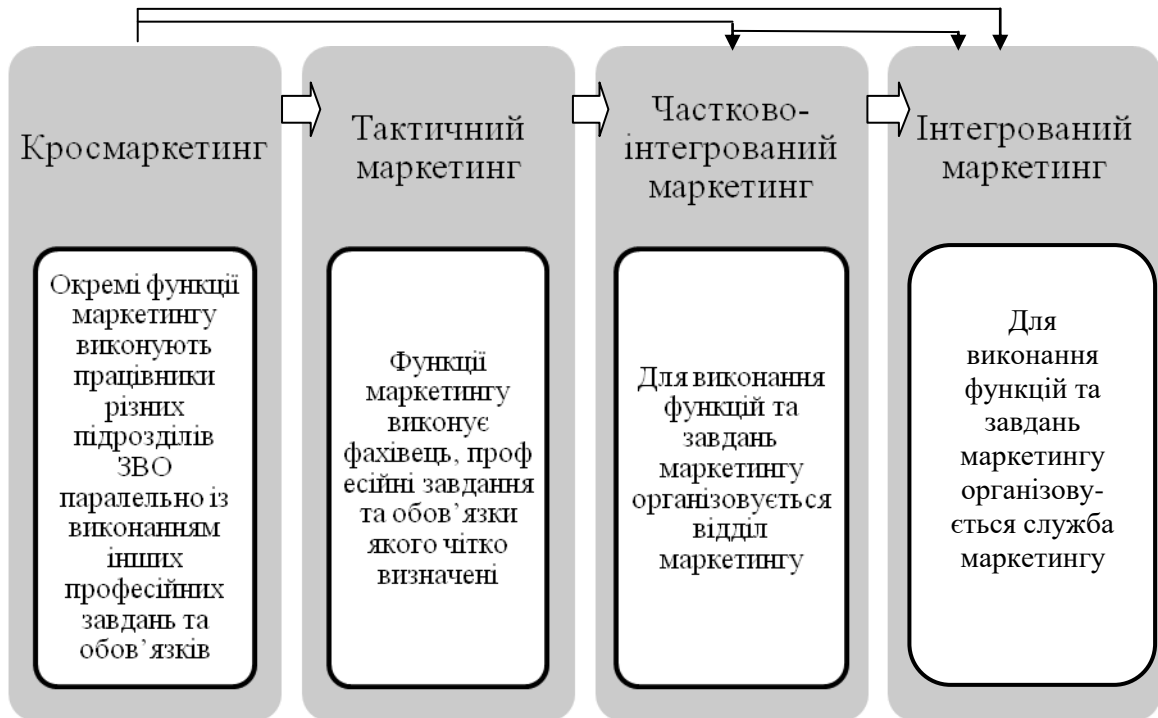 Кросмаркетинг
Окремі функції
маркетингу
виконують
працівники
різних
підрозділів
ЗВО
паралельно із
виконанням
інших
професійних
завдань та
обов’язків
Тактичний
маркетинг
Функції
маркетингу
виконує
фахівець, проф
есійні завдання
та обов’язки
якого чітко
визначені
Частково-
інтегрований
маркетинг
Для виконання
функцій та
завдань
маркетингу
організовується
відділ
маркетингу
Інтегрований
маркетинг
Для
виконання
функцій та
завдань
маркетингу
організову-
ється служба
маркетингу